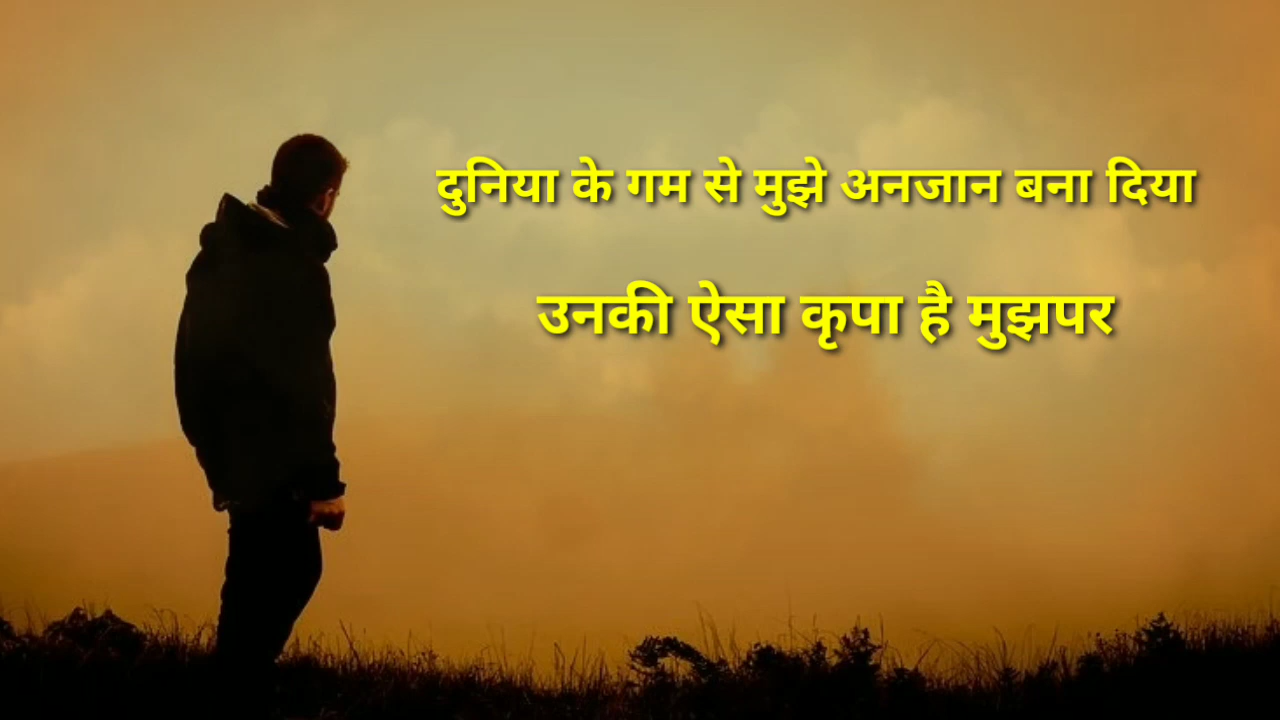 दुनिया के गम से मुझे अनजान बना दिया
उनकी ऐसा कृपा है मुझपर